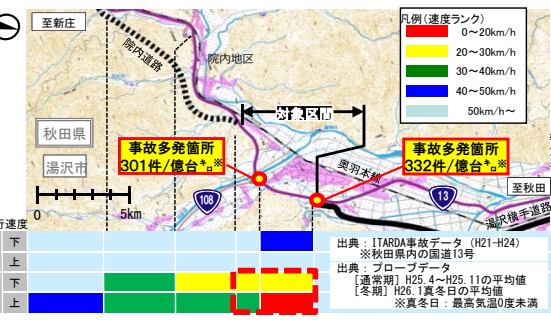 至新庄
院内道路
院内地区
対象区間
凡例(速度ランク)
0～20km/h
20～30km/h
30～40km/h
40～50km/h
50km/h～
秋田県
湯沢市
事故多発箇所
301件/億台㌔※
事故多発箇所
332件/億台㌔※
奥羽本線
108
13
至秋田
湯沢横手道路
0 5km
行速度
下
上
下
上
出典：ITARDA事故データ（H21-H24）
※秋田県内の国道13号
出典：プローブデータ
［通常期］H25.4～H25.11の平均値
［冬期］H26.1真冬日の平均値
※真冬日：最高気温0度未満